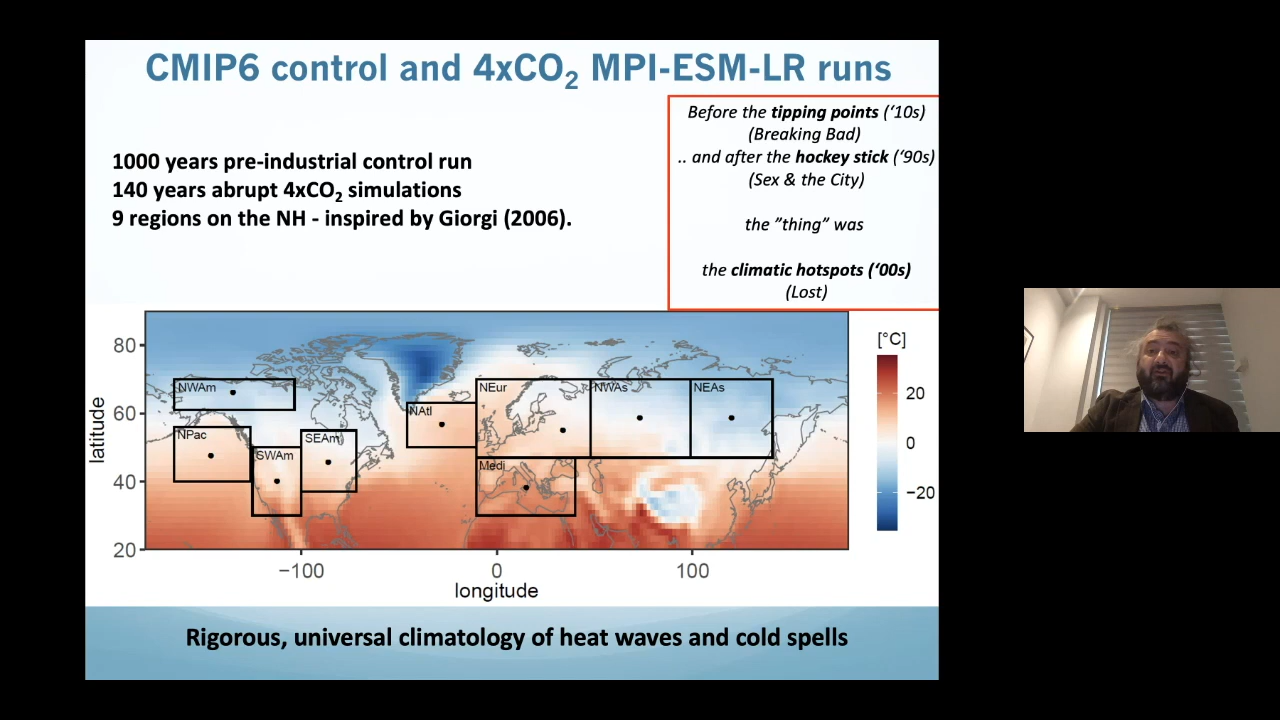 CMIP6 control and 4xCO₂ MPI-ESM-LR runs
Before the tipping points (‘10s)
(Breaking Bad)
.. and after the hockey stick (‘90s)
(Sex & the City)
the ”thing” was
the climatic hotspots (‘00s)
(Lost)
1000 years pre-industrial control run
140 years abrupt 4xCO₂ simulations
9 regions on the NH - inspired by Giorgi (2006).
[°C]
20
0
−20
latitude
80
60
40
20
NWAm
NPac
SWAm
SEAm
NAtl
NEur
NWAs
NEAs
Medi
−100
0
100
longitude
Rigorous, universal climatology of heat waves and cold spells